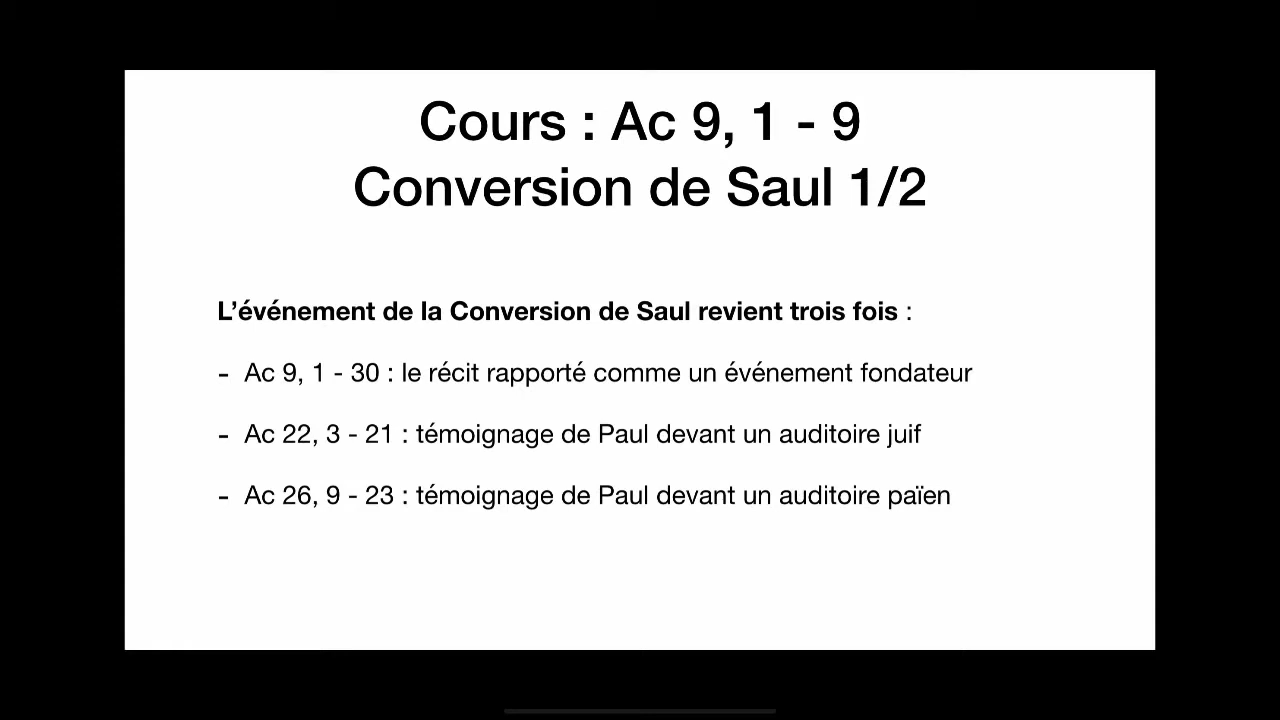 Cours : Ac 9, 1 - 9
Conversion de Saul 1/2
L’événement de la Conversion de Saul revient trois fois :
- Ac 9, 1 - 30 : le récit rapporté comme un événement fondateur
- Ac 22, 3 - 21 : témoignage de Paul devant un auditoire juif
- Ac 26, 9 - 23 : témoignage de Paul devant un auditoire païen